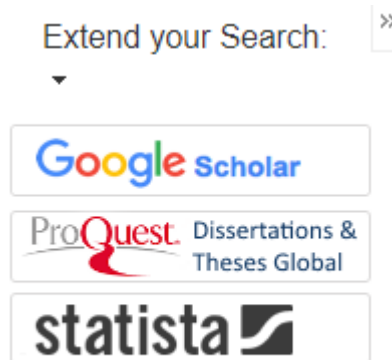 Extend your Search:
»
Google Scholar
ProQuest Dissertations &
Theses Global
statista